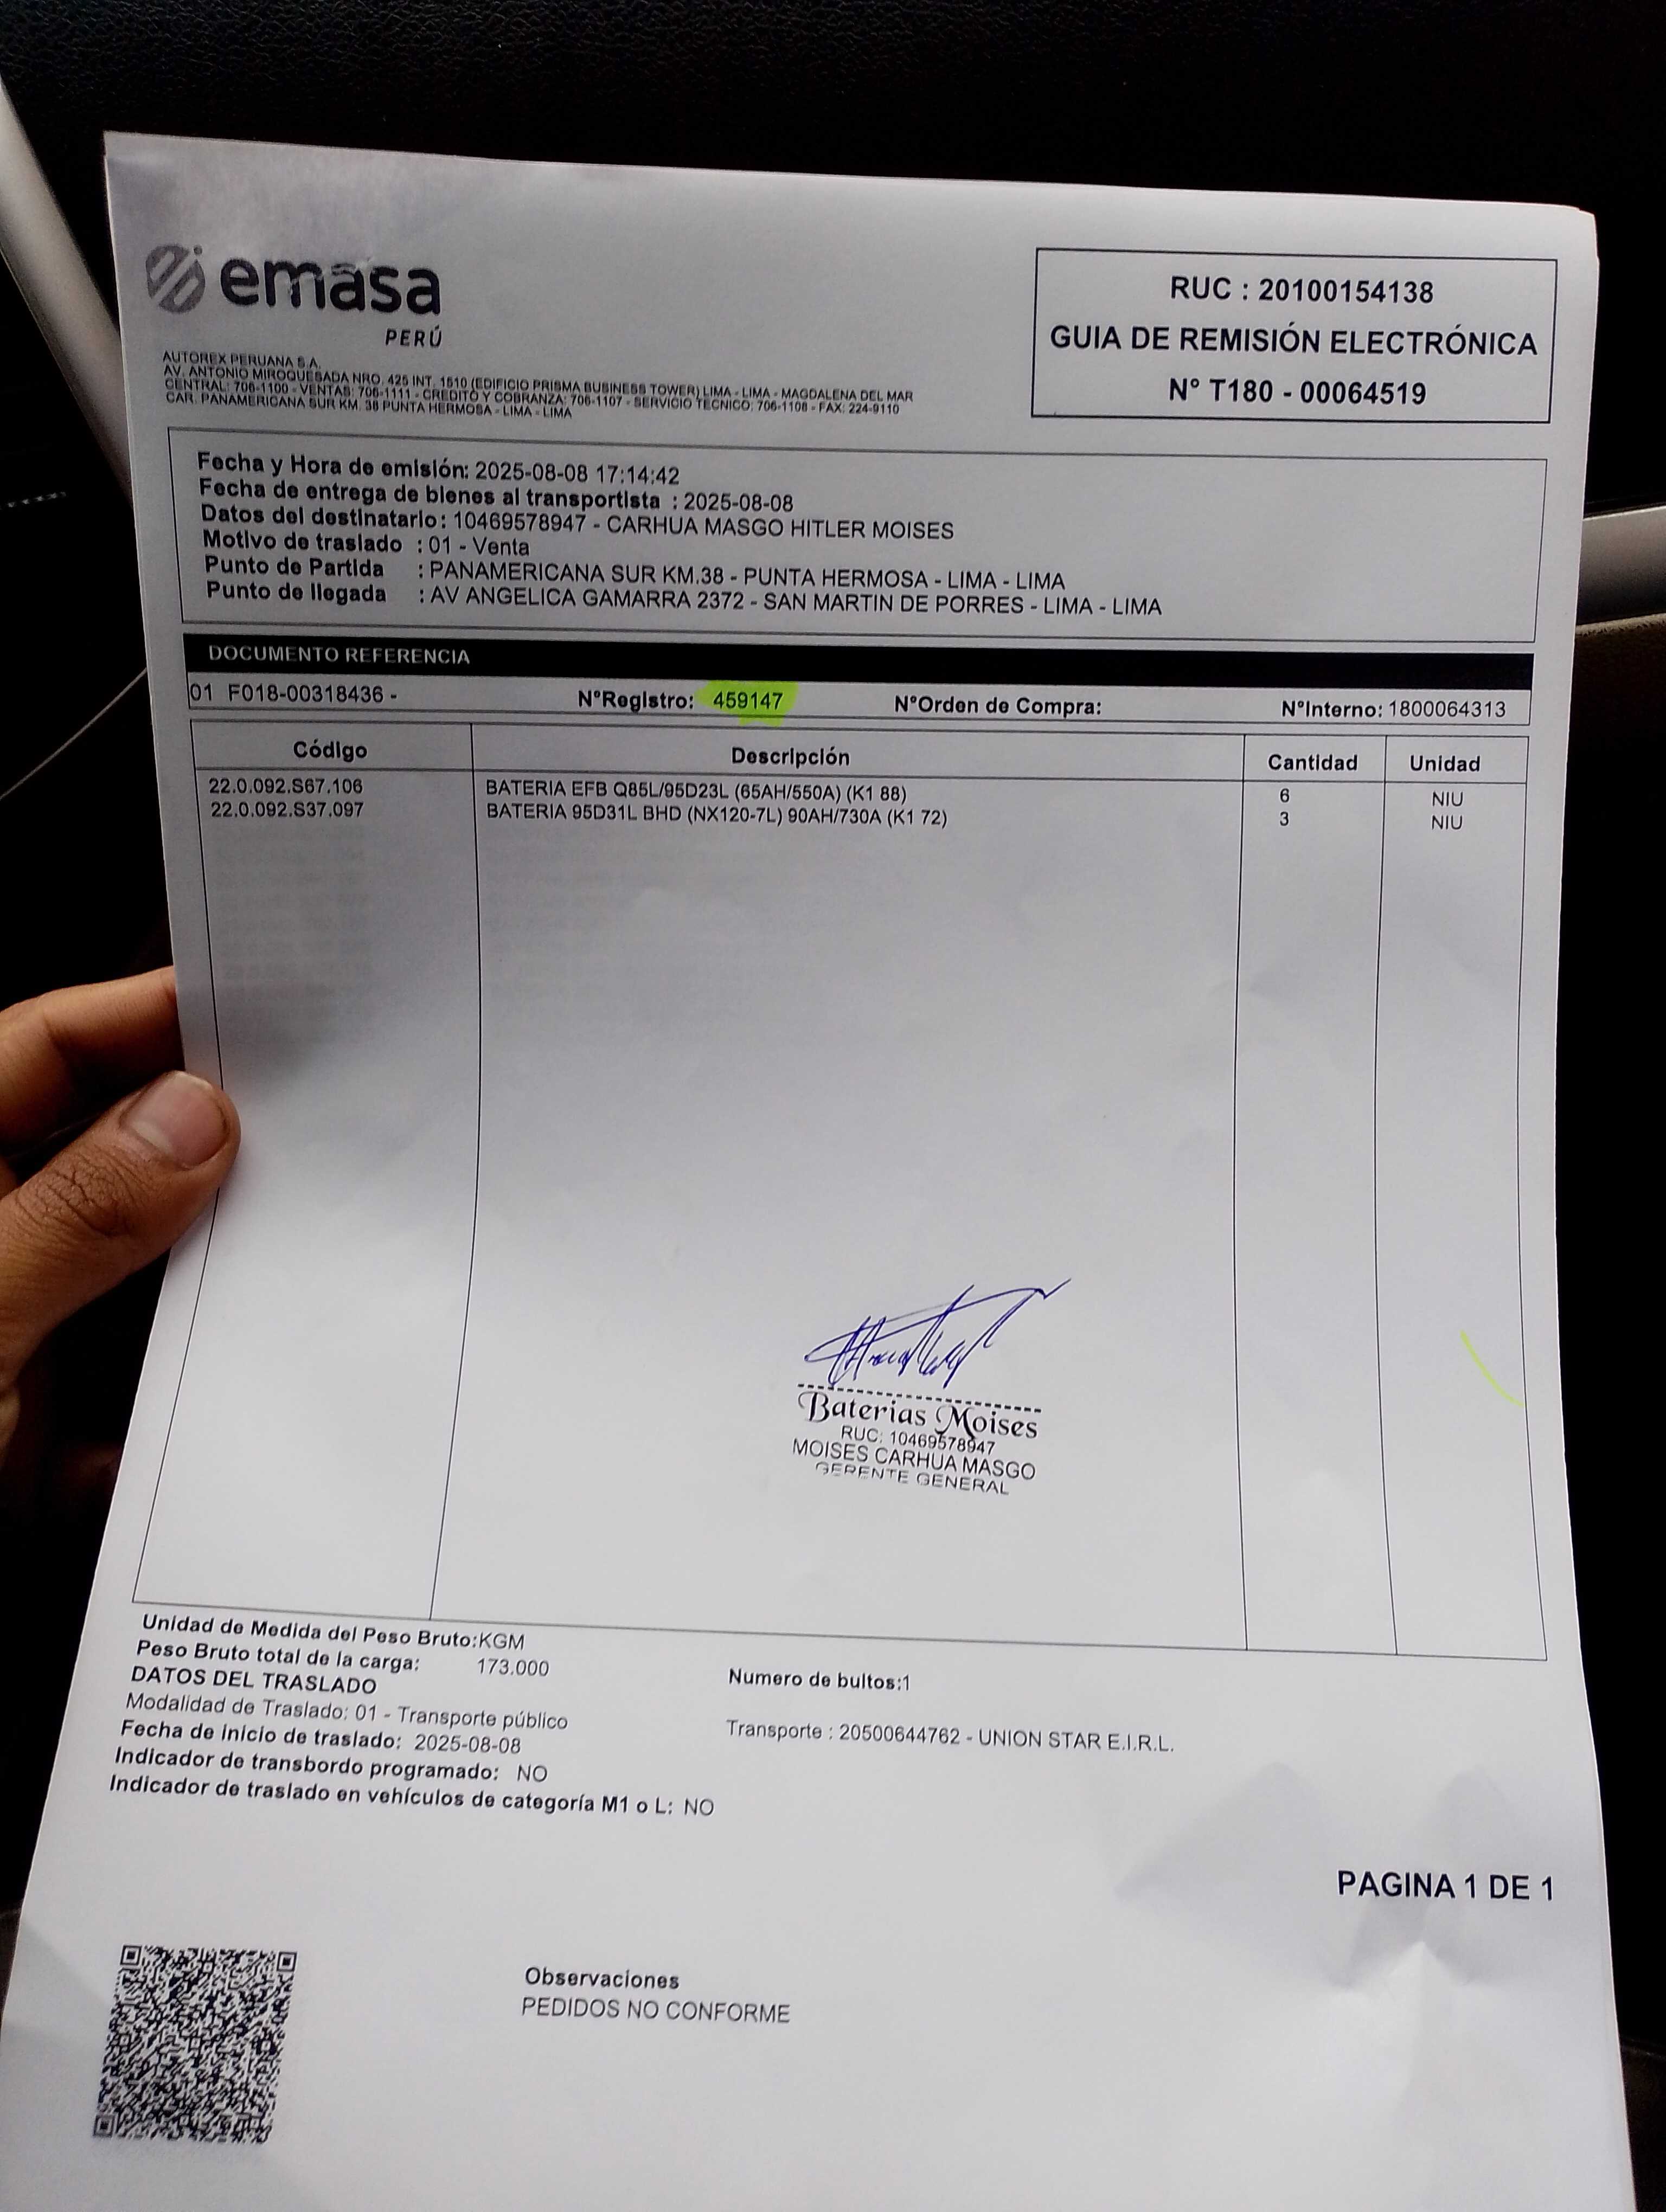 emasa
PERÚ
AUTOREX PERUANA S.A.
AV. ANTONIO MIROQUESADA NRO. 425 INT. 1510 (EDIFICIO PRISMA BUSINESS TOWER) LIMA - LIMA - MAGDALENA DEL MAR
CENTRAL: 706-1100 - VENTAS: 706-1111 - CREDITO Y COBRANZA: 706-1107 - SERVICIO TECNICO: 706-1108 - FAX: 224-9110
CAR. PANAMERICANA SUR KM. 38 PUNTA HERMOSA - LIMA - LIMA
RUC : 20100154138
GUIA DE REMISIÓN ELECTRÓNICA
N° T180 - 00064519
Fecha y Hora de emisión: 2025-08-08 17:14:42
Fecha de entrega de bienes al transportista : 2025-08-08
Datos del destinatario: 10469578947 - CARHUA MASGO HITLER MOISES
Motivo de traslado : 01 - Venta
Punto de Partida : PANAMERICANA SUR KM.38 - PUNTA HERMOSA - LIMA - LIMA
Punto de llegada : AV ANGELICA GAMARRA 2372 - SAN MARTIN DE PORRES - LIMA - LIMA
DOCUMENTO REFERENCIA
01 F018-00318436 - N°Registro: 459147 N°Orden de Compra: N°Interno: 1800064313
Código Descripción Cantidad Unidad
22.0.092.S67.106 BATERIA EFB Q85L/95D23L (65AH/550A) (K1 88) 6 NIU
22.0.092.S37.097 BATERIA 95D31L BHD (NX120-7L) 90AH/730A (K1 72) 3 NIU
Baterias Moises
RUC: 10469578947
MOISES CARHUA MASGO
GERENTE GENERAL
Unidad de Medida del Peso Bruto:KGM
Peso Bruto total de la carga: 173.000 Numero de bultos:1
DATOS DEL TRASLADO
Modalidad de Traslado: 01 - Transporte público Transporte : 20500644762 - UNION STAR E.I.R.L.
Fecha de inicio de traslado: 2025-08-08
Indicador de transbordo programado: NO
Indicador de traslado en vehículos de categoría M1 o L: NO
PAGINA 1 DE 1
Observaciones
PEDIDOS NO CONFORME